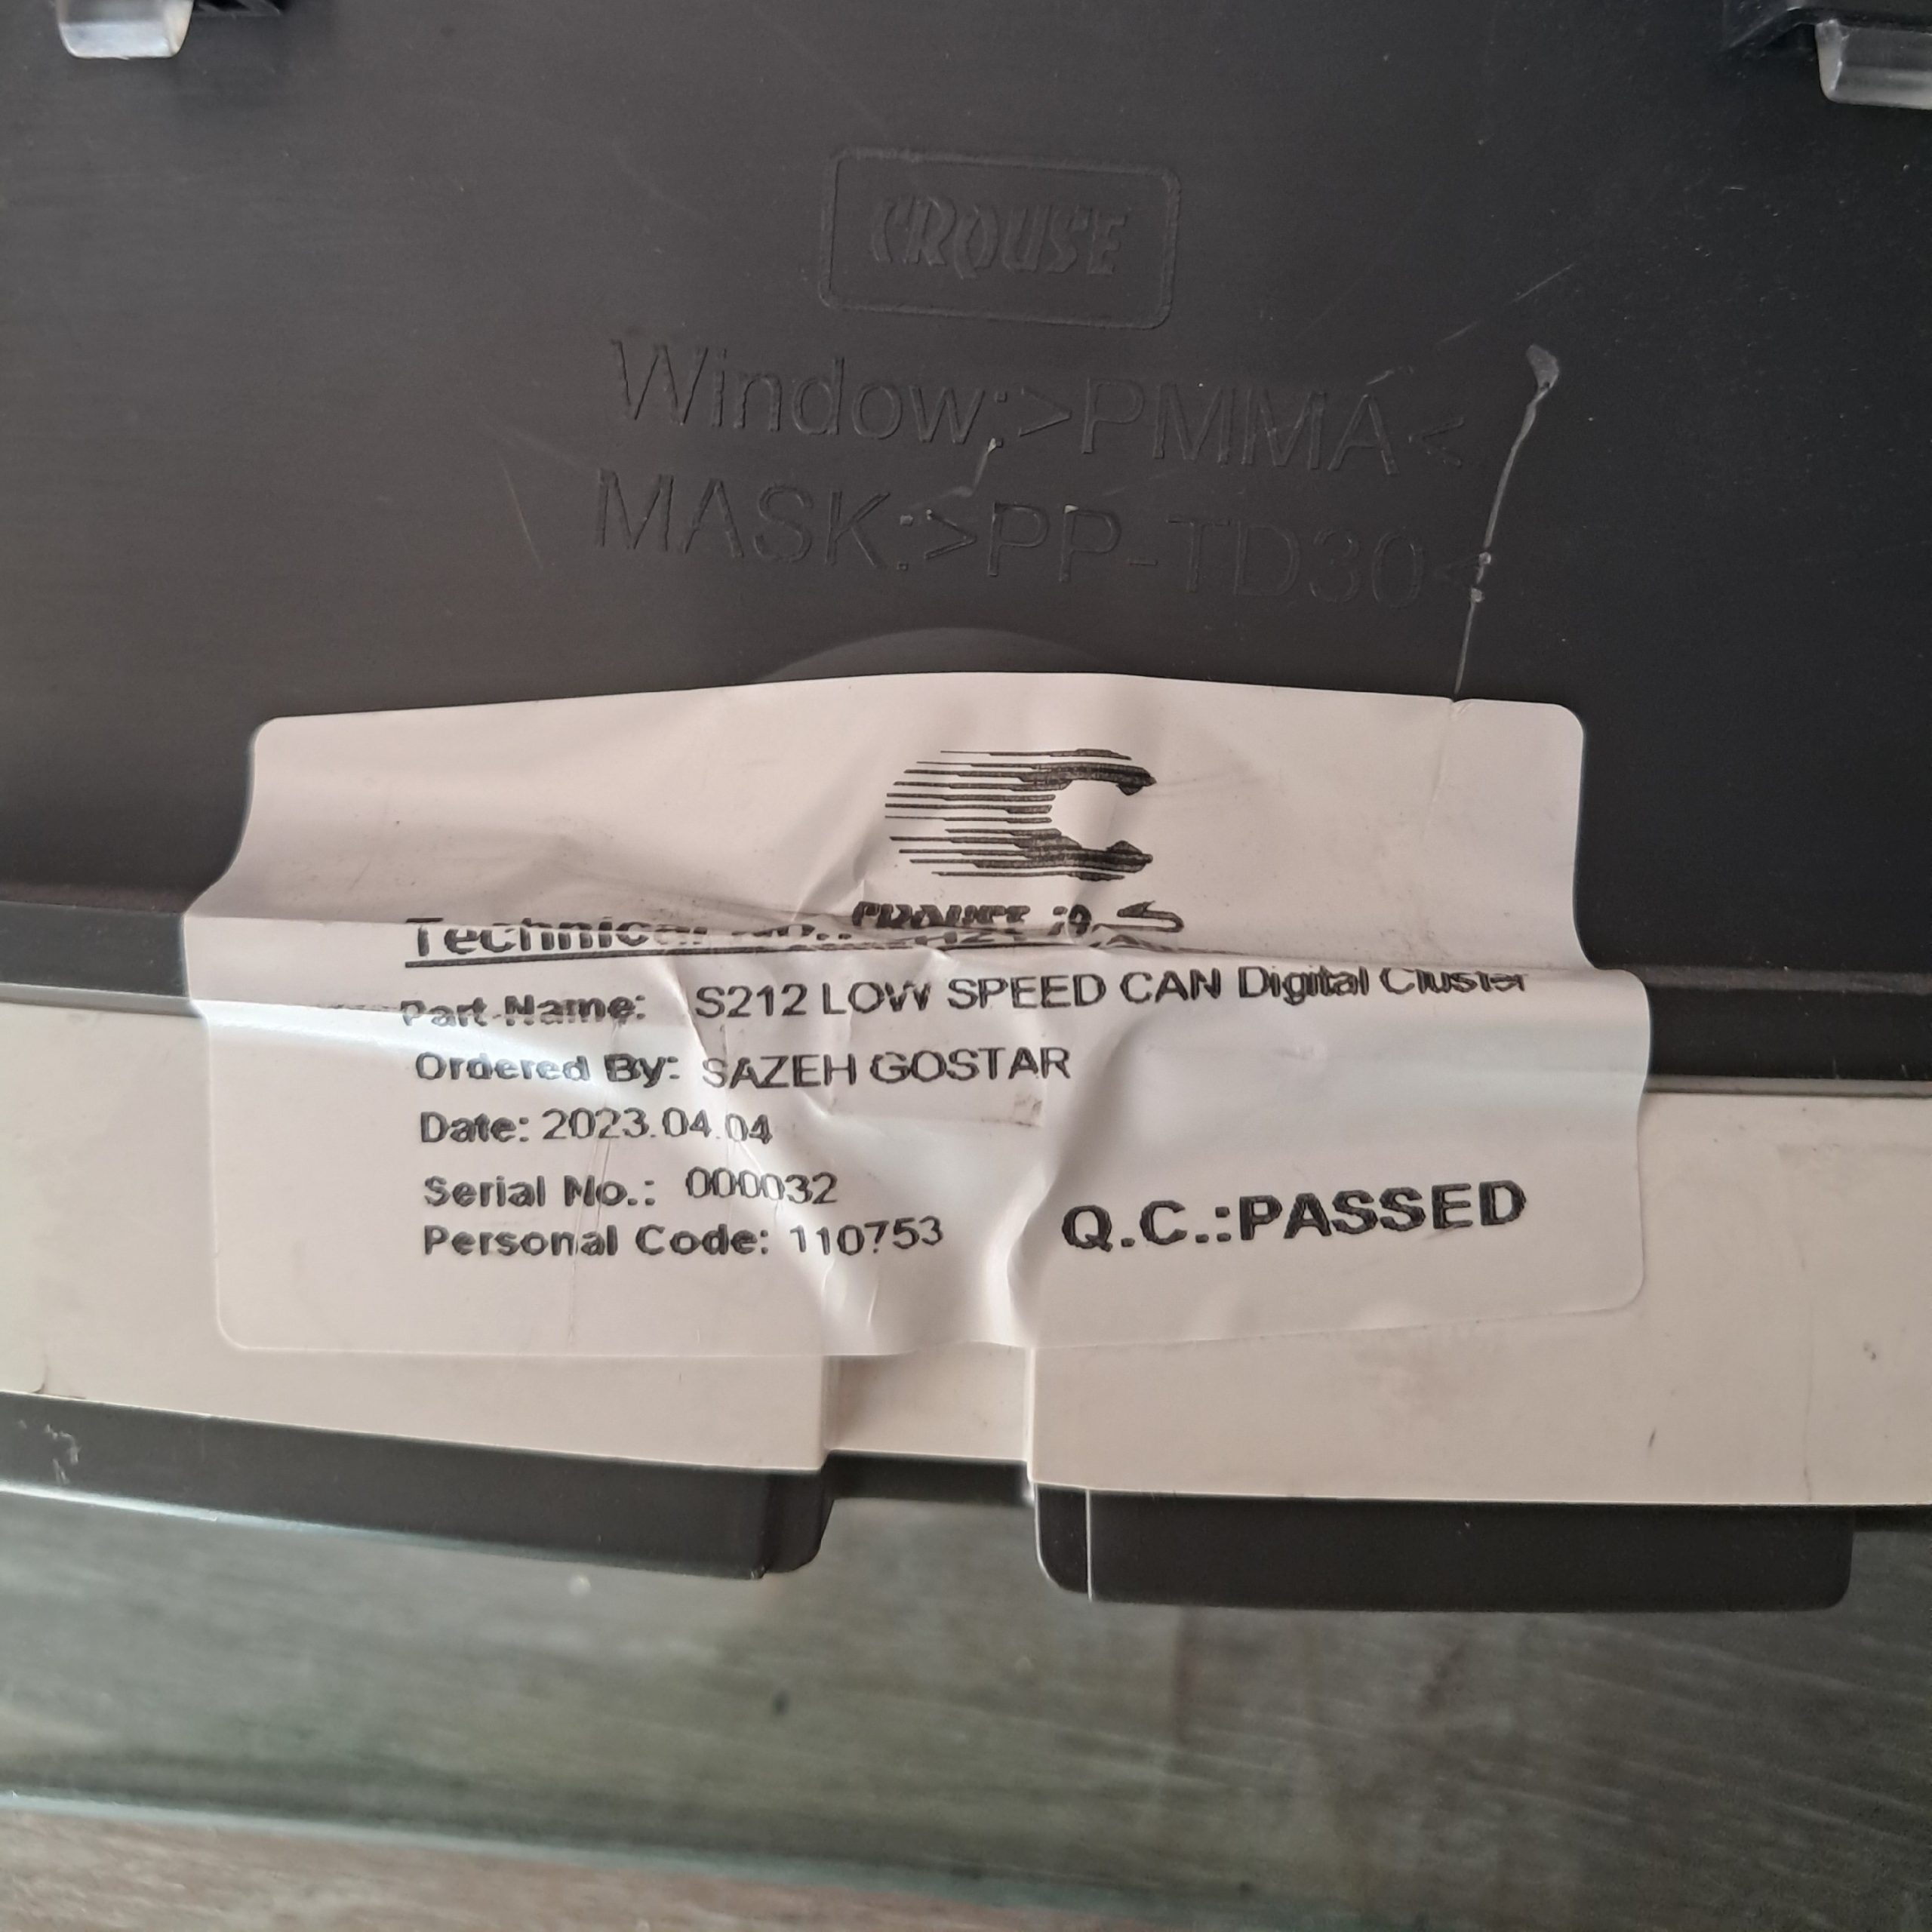 CROUSE
Window:>PMMA<
MASK:>PP-TD30<
Technical
Part Name: S212 LOW SPEED CAN Digital Cluster
Ordered By: SAZEH GOSTAR
Date: 2023.04.04
Serial No.: 000032
Personal Code: 110753
Q.C.:PASSED